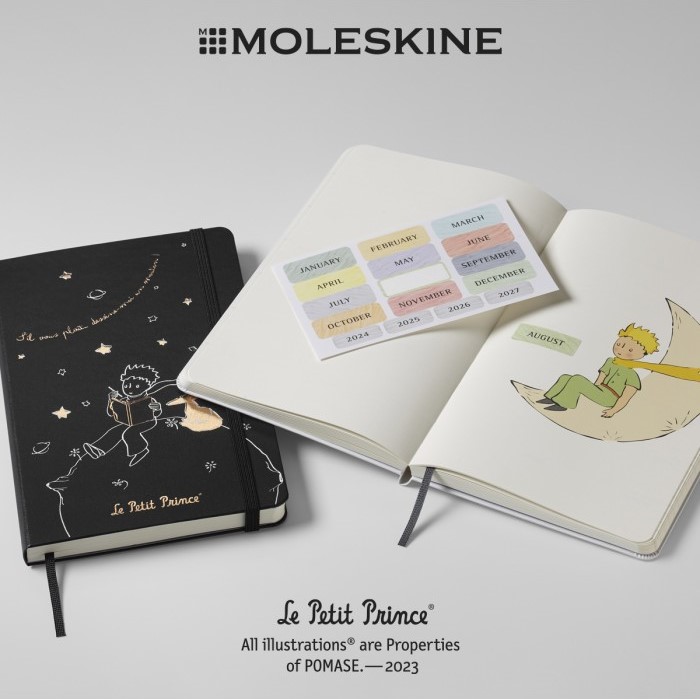 MOLESKINE
S'il vous plaît... dessine-moi un mouton!
Le Petit Prince®
JANUARY
FEBRUARY
MARCH
APRIL
MAY
JUNE
JULY
SEPTEMBER
OCTOBER
NOVEMBER
DECEMBER
2024
2025
2026
2027
AUGUST
Le Petit Prince®
All illustrations® are Properties
of POMASE.—2023